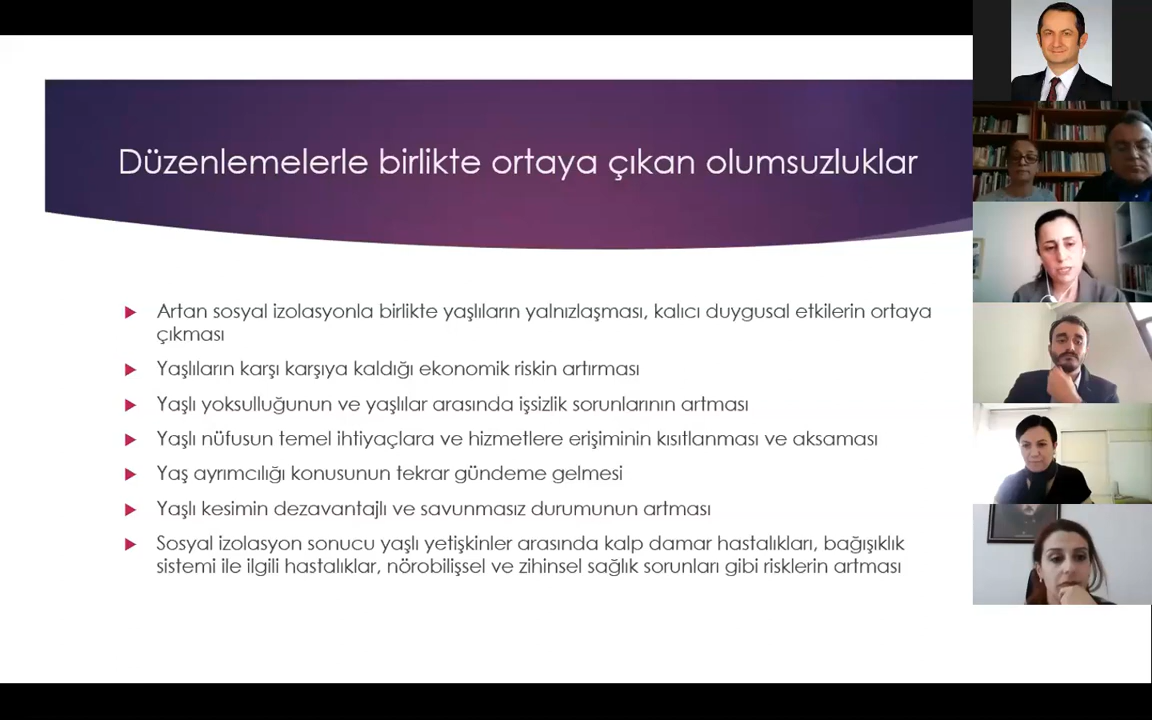 Düzenlemelerle birlikte ortaya çıkan olumsuzluklar
Artan sosyal izolasyonla birlikte yaşlıların yalnızlaşması, kalıcı duygusal etkilerin ortaya
çıkması
Yaşlıların karşı karşıya kaldığı ekonomik riskin artırması
Yaşlı yoksulluğunun ve yaşlılar arasında işsizlik sorunlarının artması
Yaşlı nüfusun temel ihtiyaçlara ve hizmetlere erişiminin kısıtlanması ve aksaması
Yaş ayrımcılığı konusunun tekrar gündeme gelmesi
Yaşlı kesimin dezavantajlı ve savunmasız durumunun artması
Sosyal izolasyon sonucu yaşlı yetişkinler arasında kalp damar hastalıkları, bağışıklık
sistemi ile ilgili hastalıklar, nörobilişsel ve zihinsel sağlık sorunları gibi risklerin artması